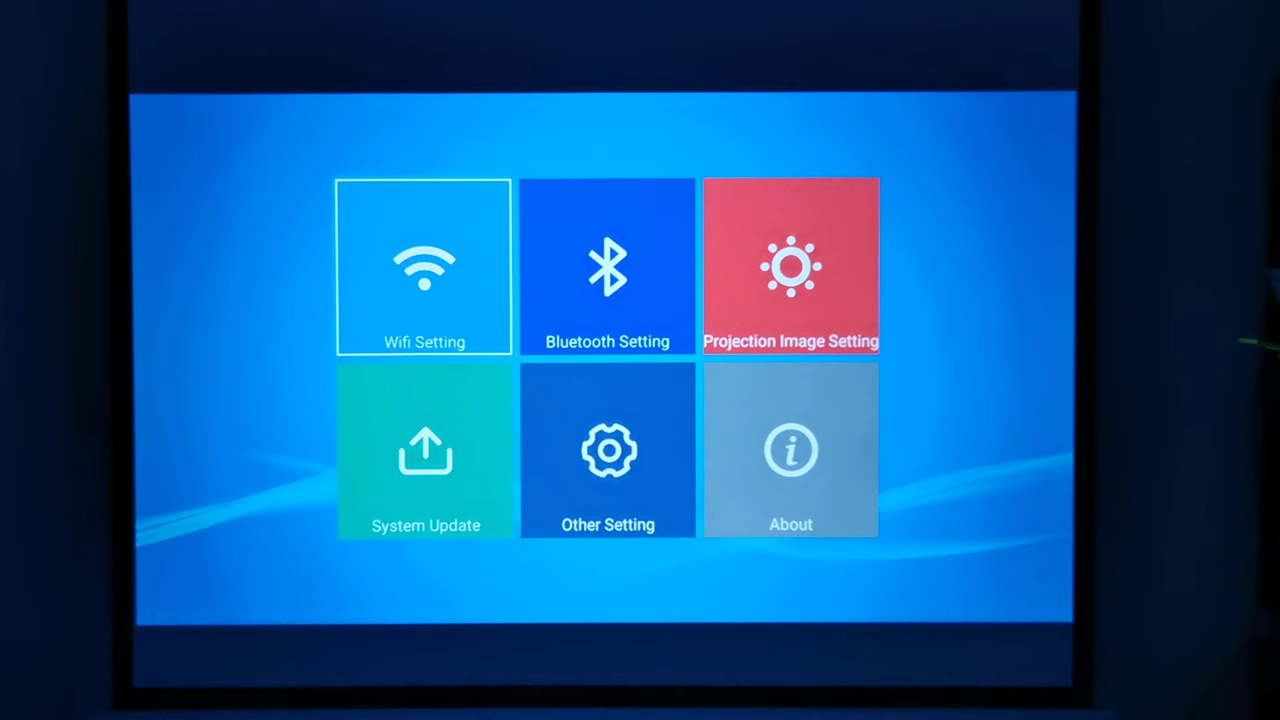 Wifi Setting
Bluetooth Setting
Projection Image Setting
System Update
Other Setting
About